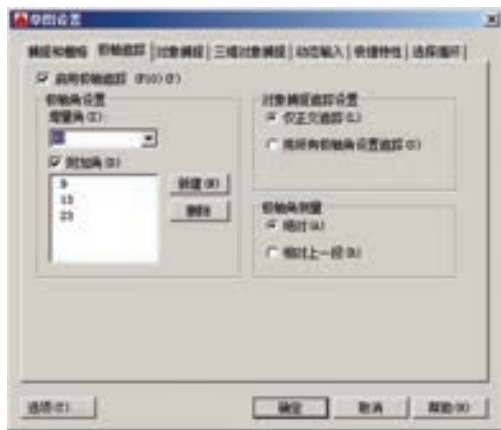 草图设置
捕捉和栅格 极轴追踪 对象捕捉 三维对象捕捉 动态输入 快捷特性 选择循环
启用极轴追踪 (F10)(P)
极轴角设置
增量角(I):
附加角(D)
新建(N)
删除
对象捕捉追踪设置
仅正交追踪(L)
用所有极轴角设置追踪(S)
极轴角测量
绝对(A)
相对上一段(R)
选项(T)...
确定
取消
帮助(H)